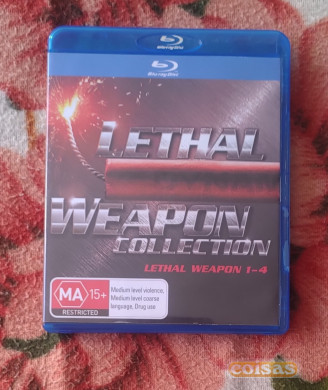 Blu-ray Disc
Blu-ray Disc
LETHAL
WEAPON
COLLECTION
LETHAL WEAPON 1-4
MA 15+
RESTRICTED
Medium level violence,
Medium level coarse
language, Drug use
coisas